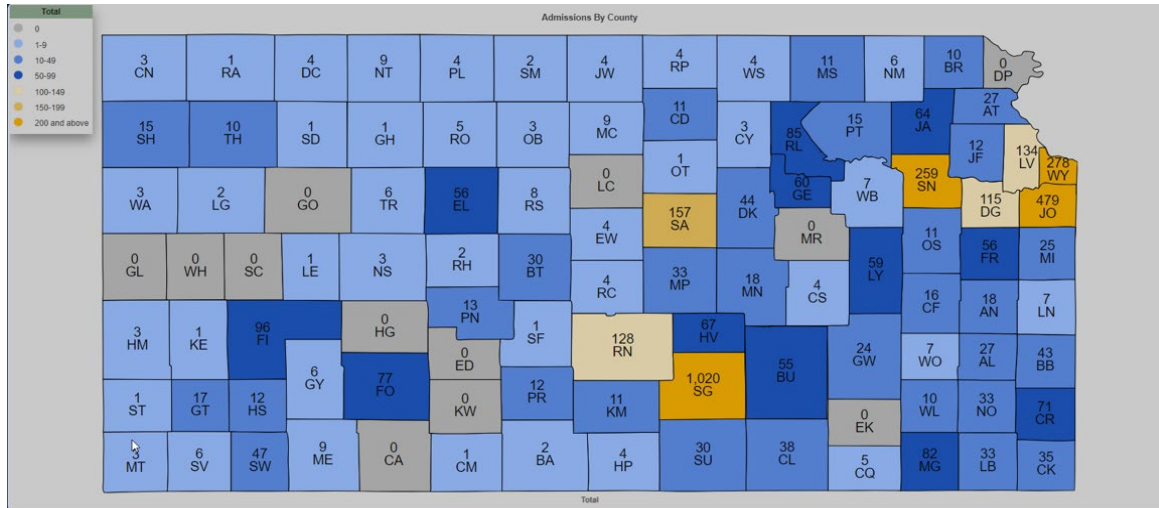 Total
0
1-9
10-49
50-99
100-149
150-199
200 and above
Admissions By County
3
CN
1
RA
4
DC
9
NT
4
PL
2
SM
4
JW
4
RP
4
WS
11
MS
6
NM
10
BR
0
DP
15
SH
10
TH
1
SD
1
GH
5
RO
3
OB
9
MC
11
CD
3
CY
85
RL
15
PT
64
JA
27
AT
1
OT
12
JF
134
LV
278
WY
3
WA
2
LG
0
GO
6
TR
56
EL
8
RS
0
LC
157
SA
44
DK
60
GE
7
WB
259
SN
115
DG
479
JO
4
EW
0
MR
11
OS
56
FR
25
MI
0
GL
0
WH
0
SC
1
LE
3
NS
2
RH
30
BT
4
RC
33
MP
18
MN
4
CS
59
LY
16
CF
18
AN
7
LN
3
HM
1
KE
96
FI
0
HG
13
PN
1
SF
128
RN
67
HV
0
ED
6
GY
77
FO
1,020
SG
55
BU
24
GW
7
WO
27
AL
43
BB
1
ST
17
GT
12
HS
0
KW
12
PR
11
KM
0
EK
10
WL
33
NO
71
CR
3
MT
6
SV
47
SW
9
ME
0
CA
1
CM
2
BA
4
HP
30
SU
38
CL
5
CQ
82
MG
33
LB
35
CK
Total